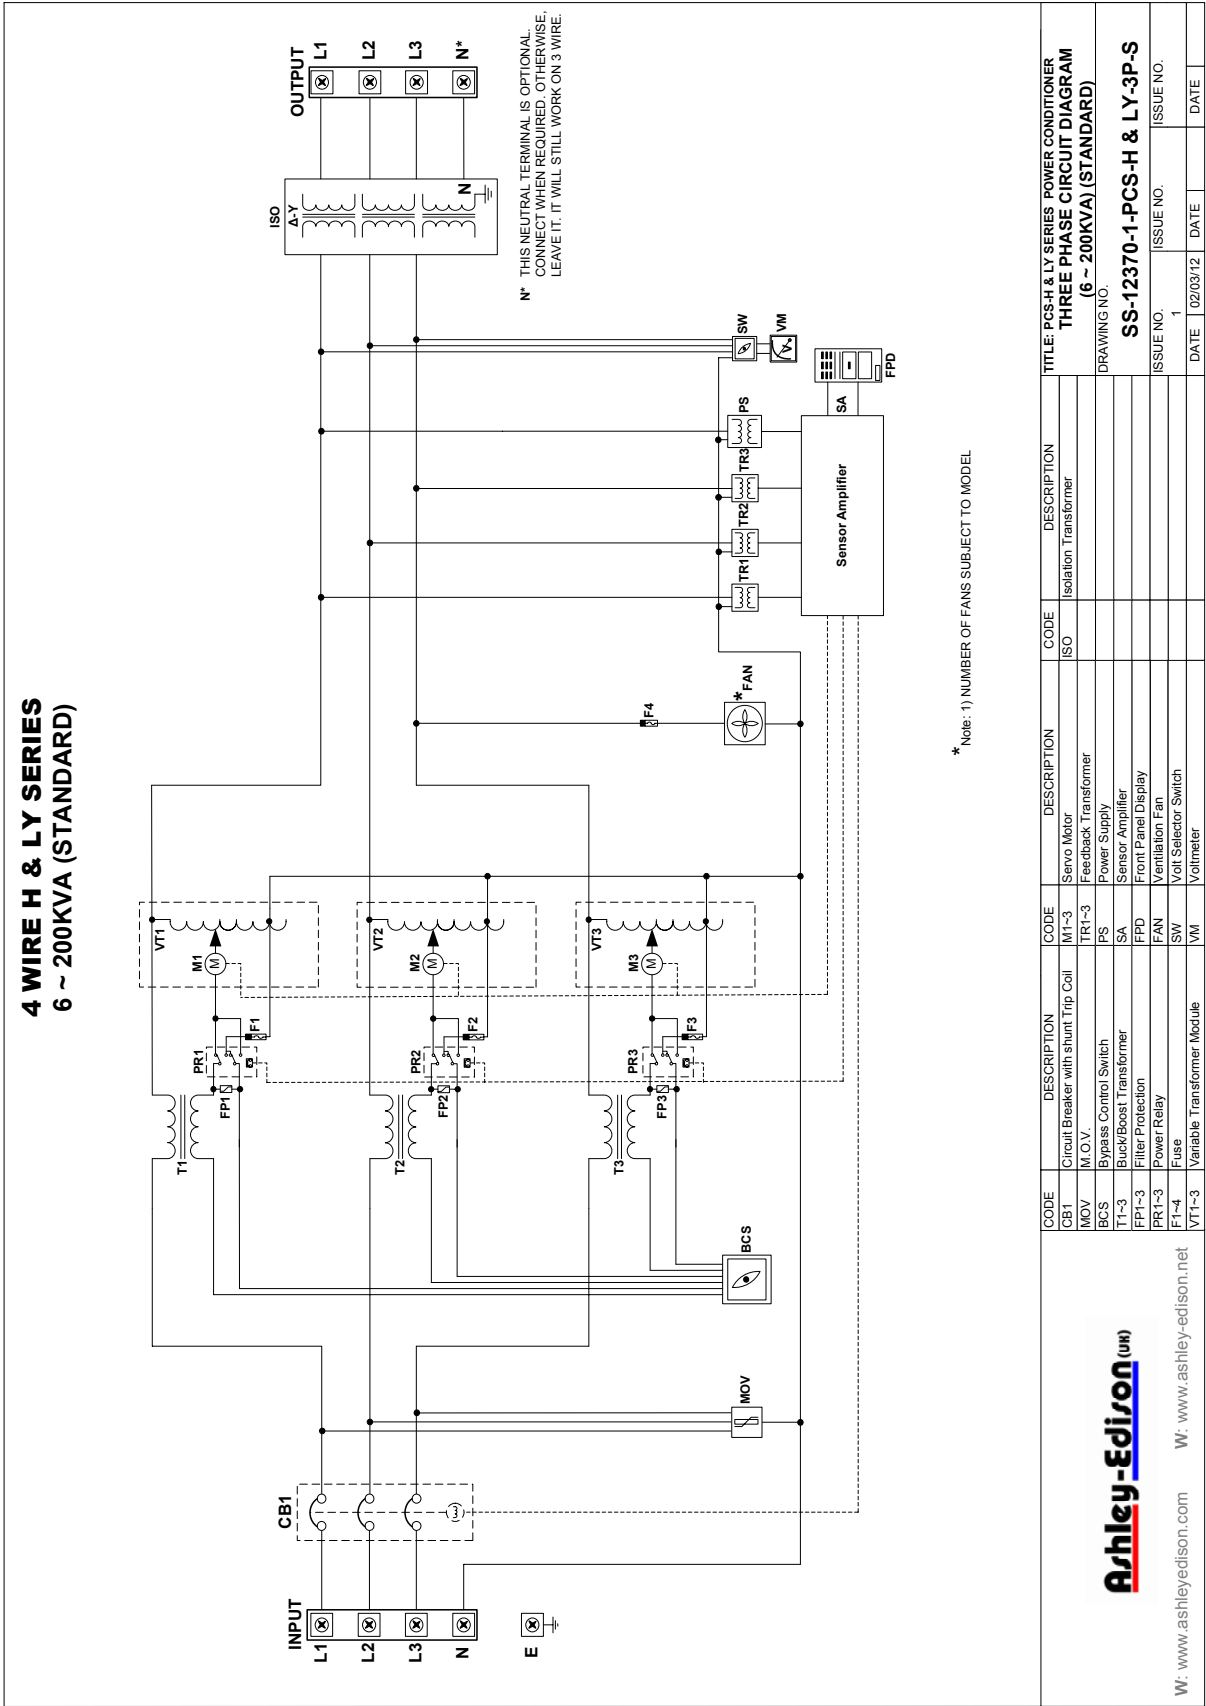 4 WIRE H & LY SERIES
6 ~ 200KVA (STANDARD)
INPUT
L1
L2
L3
N
E
CB1
MOV
BCS
T1
T2
T3
FP1
FP2
FP3
PR1
PR2
PR3
F1
F2
F3
M1
M
M2
M
M3
M
VT1
VT2
VT3
F4
*
FAN
TR1
TR2
TR3
PS
Sensor Amplifier
SA
FPD
SW
VM
V
ISO
Δ-Y
N
OUTPUT
L1
L2
L3
N*
N* THIS NEUTRAL TERMINAL IS OPTIONAL.
CONNECT WHEN REQUIRED. OTHERWISE,
LEAVE IT. IT WILL STILL WORK ON 3 WIRE.
* Note: 1) NUMBER OF FANS SUBJECT TO MODEL
Ashley-Edison (UK)
W: www.ashleyedison.com W: www.ashley-edison.net
CODE DESCRIPTION CODE DESCRIPTION CODE DESCRIPTION
CB1 Circuit Breaker with shunt Trip Coil M1~3 Servo Motor ISO Isolation Transformer
MOV M.O.V. TR1~3 Feedback Transformer
BCS Bypass Control Switch PS Power Supply
T1~3 Buck/Boost Transformer SA Sensor Amplifier
FP1~3 Filter Protection FPD Front Panel Display
PR1~3 Power Relay FAN Ventilation Fan
F1~4 Fuse SW Volt Selector Switch
VT1~3 Variable Transformer Module VM Voltmeter
TITLE: PCS-H & LY SERIES POWER CONDITIONER
THREE PHASE CIRCUIT DIAGRAM
(6 ~ 200KVA) (STANDARD)
DRAWING NO.
SS-12370-1-PCS-H & LY-3P-S
ISSUE NO. ISSUE NO. ISSUE NO.
1
DATE 02/03/12 DATE DATE